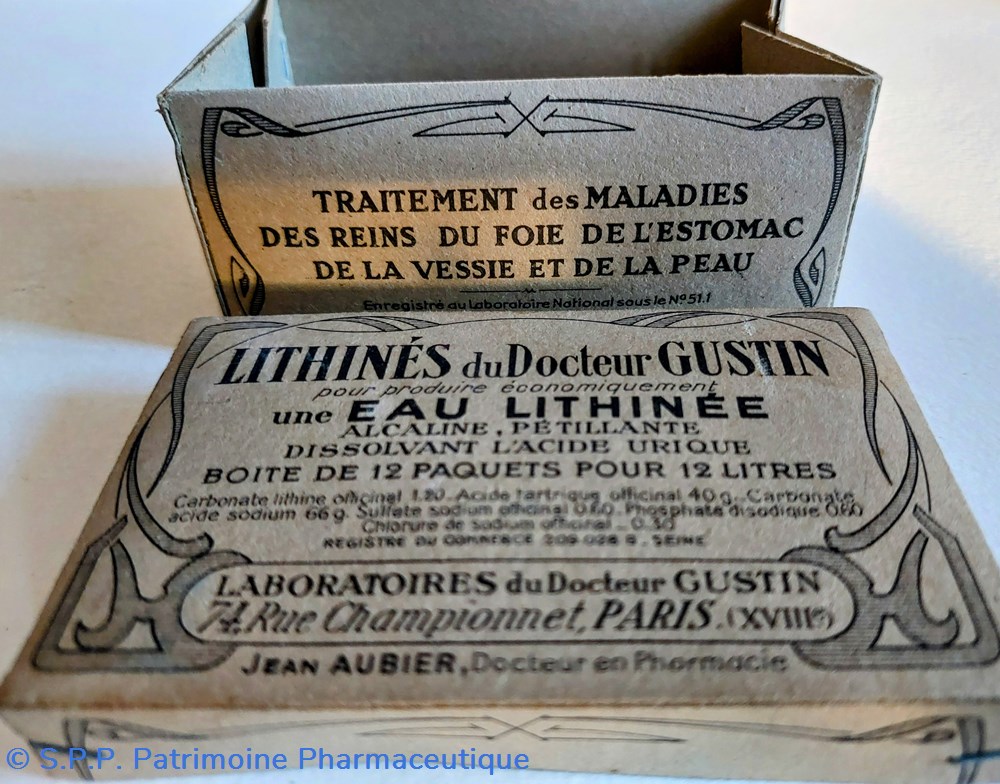 TRAITEMENT des MALADIES
DES REINS DU FOIE DE L'ESTOMAC
DE LA VESSIE ET DE LA PEAU
Enregistré au Laboratoire National sous le Nº 51.1
LITHINÉS du Docteur GUSTIN
pour produire économiquement
une EAU LITHINÉE
ALCALINE, PÉTILLANTE
DISSOLVANT L'ACIDE URIQUE
BOITE DE 12 PAQUETS POUR 12 LITRES
Carbonate lithine officinal 1.20. Acide tartrique officinal 40 g. Carbonate
acide sodium 66 g. Sulfate sodium officinal 0.60. Phosphate disodique 0.60
Chlorure de sodium officinal _ 0.30
REGISTRE DU COMMERCE 209.028 B. SEINE
LABORATOIRES du Docteur GUSTIN
74, Rue Championnet, PARIS. (XVIIIe)
JEAN AUBIER, Docteur en Pharmacie
© S.P.P. Patrimoine Pharmaceutique